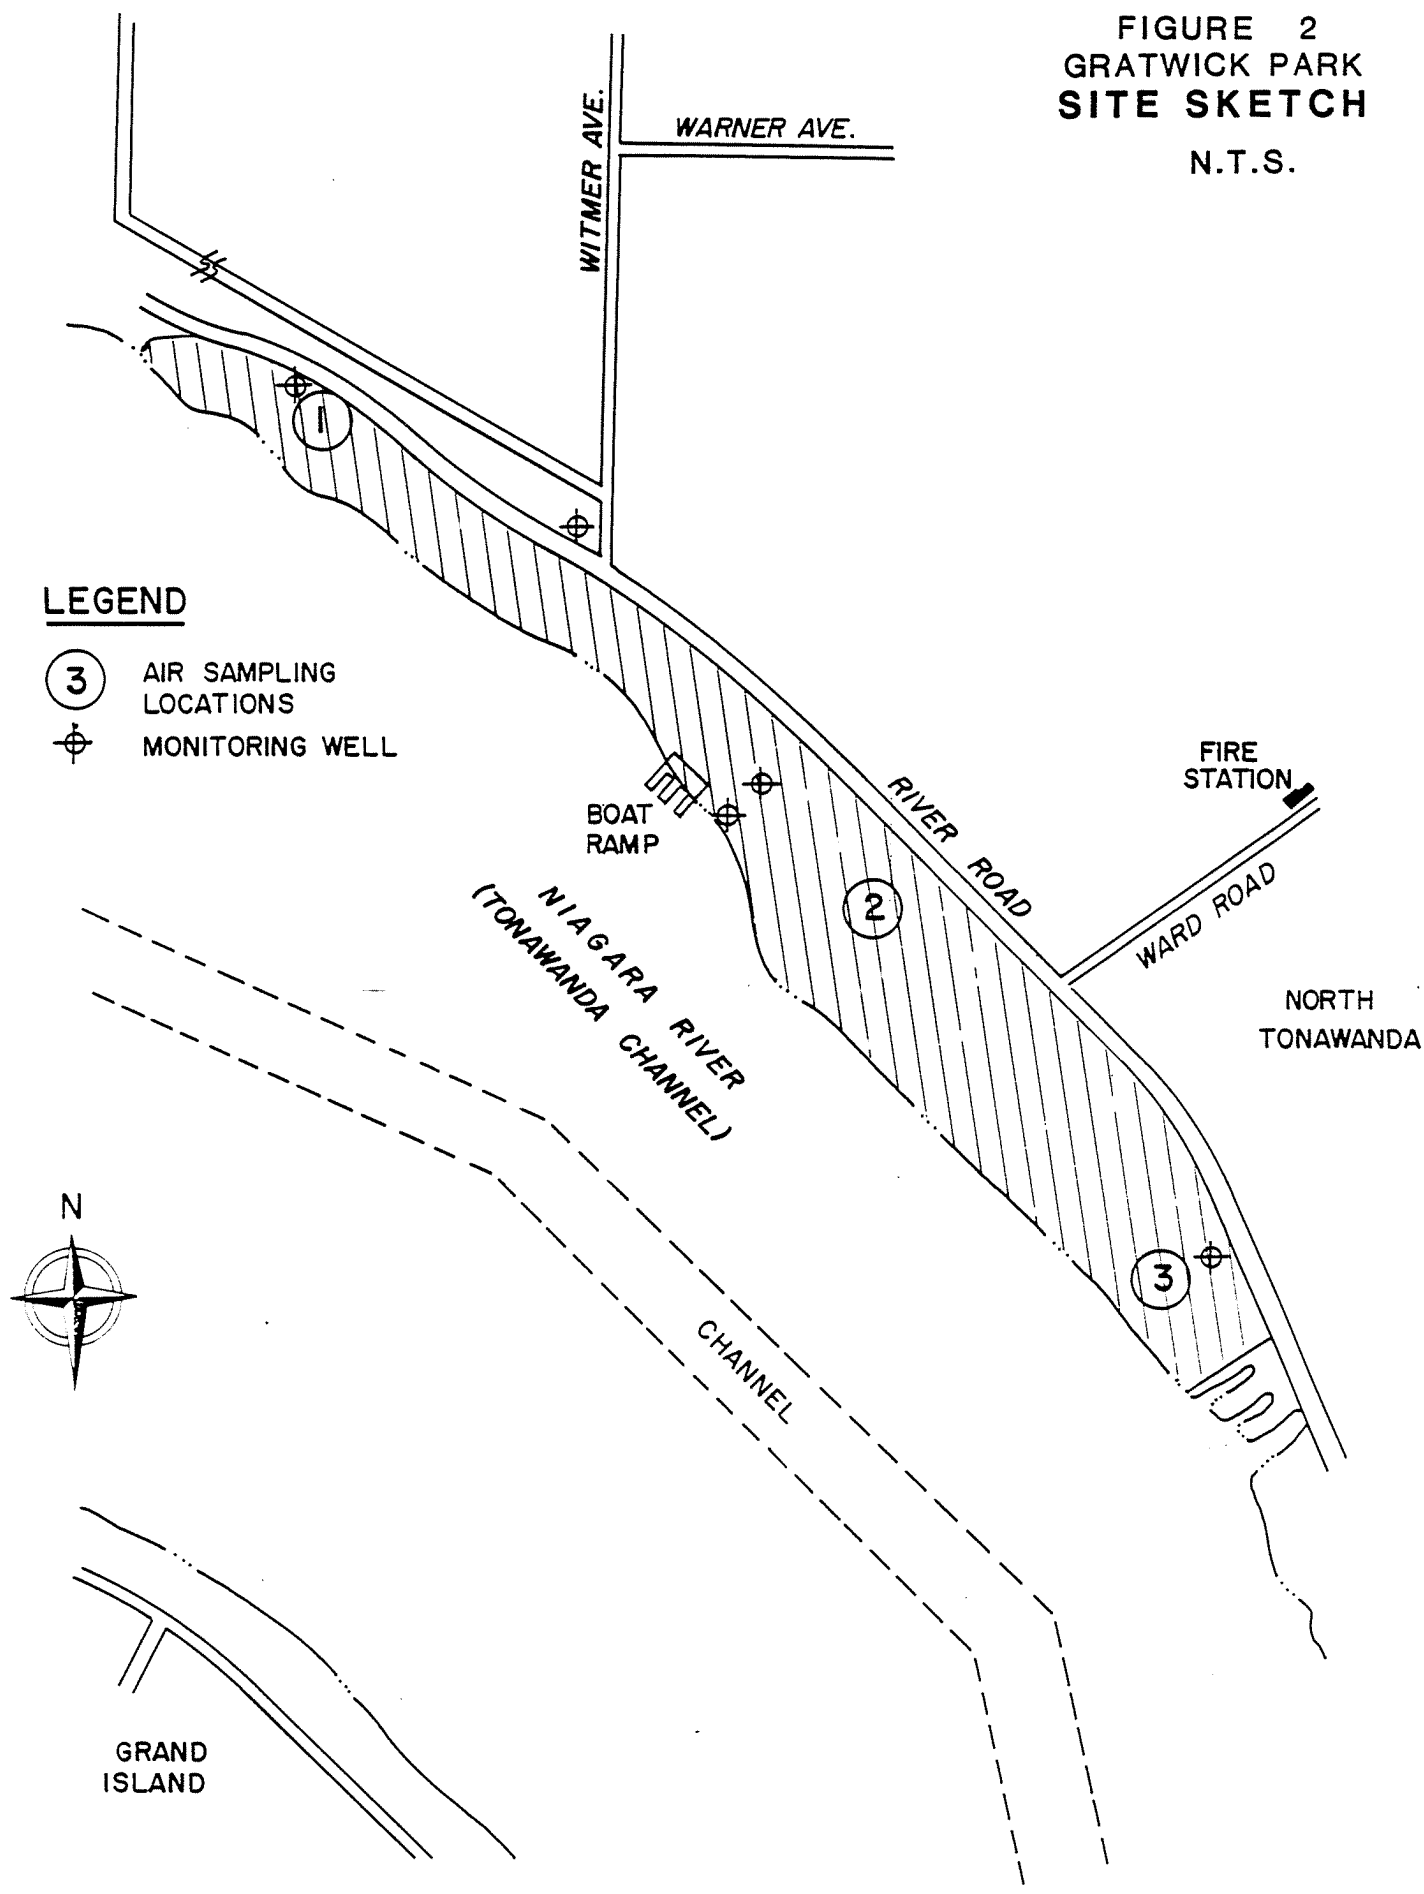 FIGURE 2
GRATWICK PARK
SITE SKETCH
N.T.S.
WITMER AVE.
WARNER AVE.
1
LEGEND
3 AIR SAMPLING
LOCATIONS
MONITORING WELL
BOAT
RAMP
RIVER ROAD
FIRE
STATION
WARD ROAD
2
NIAGARA RIVER
(TONAWANDA CHANNEL)
NORTH
TONAWANDA
N
3
CHANNEL
GRAND
ISLAND